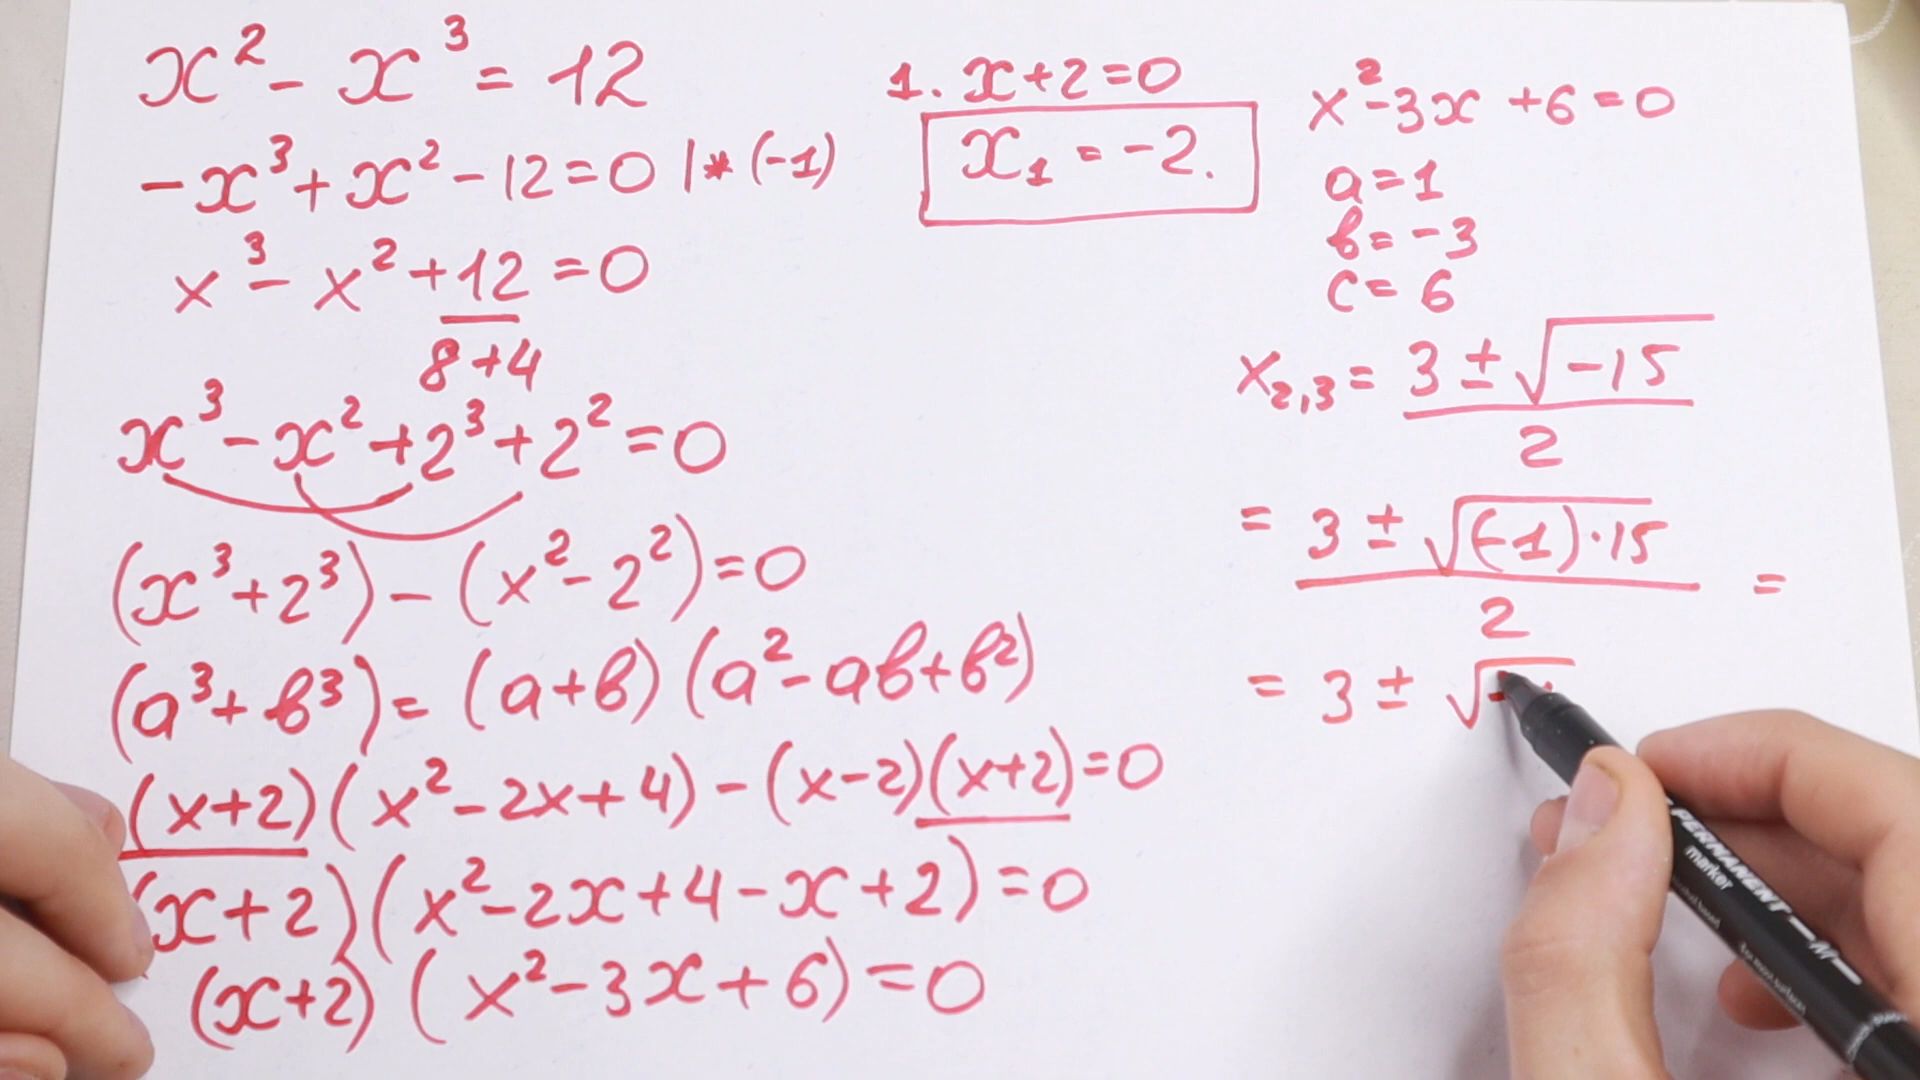 x² - x³ = 12
-x³ + x² - 12 = 0 |* (-1)
x³ - x² + 12 = 0
8+4
x³ - x² + 2³ + 2² = 0
(x³ + 2³) - (x² - 2²) = 0
(a³ + b³) = (a + b) (a² - ab + b²)
(x+2) (x² - 2x + 4) - (x-2)(x+2) = 0
(x+2) (x² - 2x + 4 - x + 2) = 0
(x+2) (x² - 3x + 6) = 0
1. x + 2 = 0
x₁ = -2.
x² - 3x + 6 = 0
a = 1
b = -3
c = 6
x₂,₃ = (3 ± √-15) / 2
= (3 ± √(-1)·15) / 2 =
= 3 ± √
PERMANENT M
marker